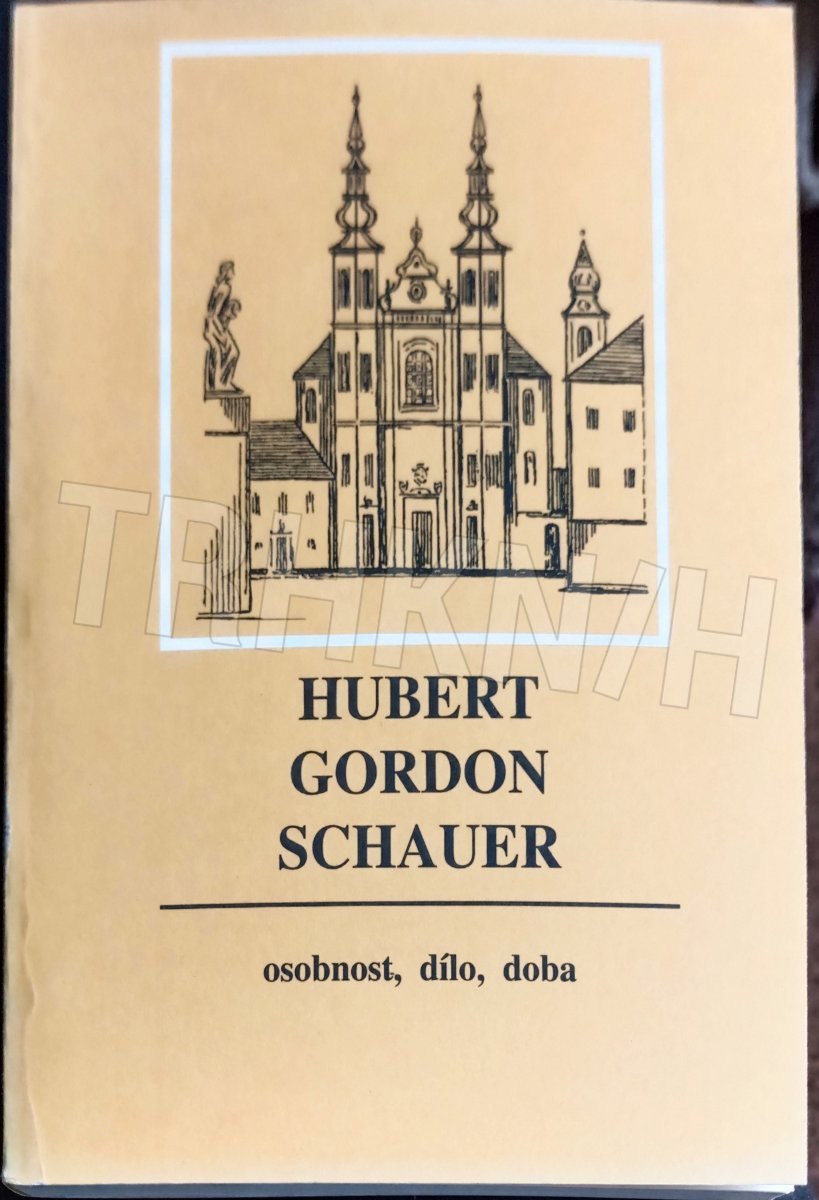 TRHKNIH
HUBERT
GORDON
SCHAUER
osobnost, dílo, doba